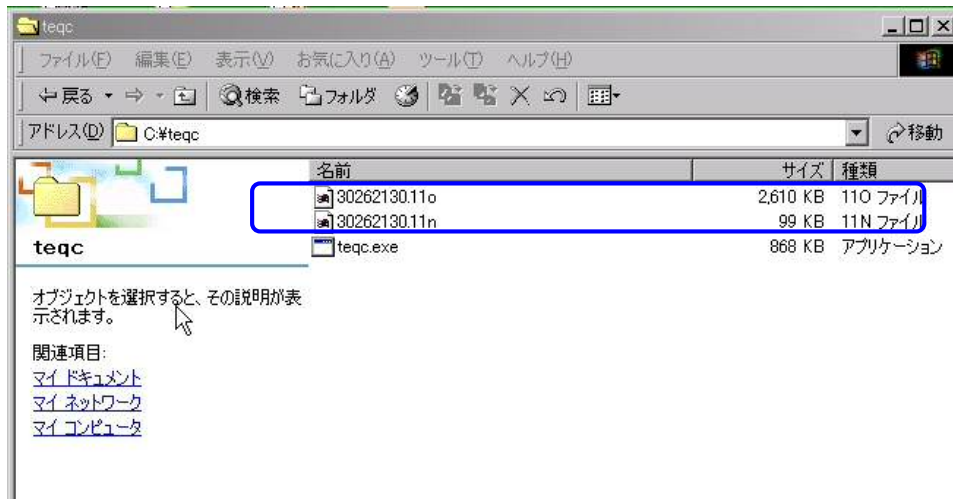 teqc
ファイル(F) 編集(E) 表示(V) お気に入り(A) ツール(T) ヘルプ(H)
戻る 検索 フォルダ
アドレス(D) C:¥teqc 移動
名前 サイズ 種類
30262130.11o 2,610 KB 11O ファイル
30262130.11n 99 KB 11N ファイル
teqc.exe 868 KB アプリケーション
teqc
オブジェクトを選択すると、その説明が表
示されます。
関連項目:
マイ ドキュメント
マイ ネットワーク
マイ コンピュータ